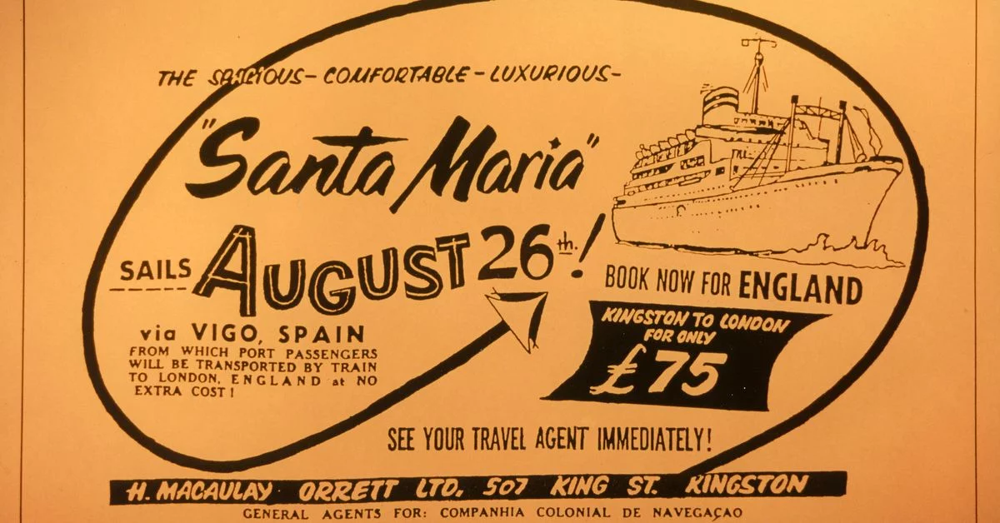 THE SPACIOUS - COMFORTABLE - LUXURIOUS -
"Santa Maria"
SAILS AUGUST 26th!
via VIGO, SPAIN
FROM WHICH PORT PASSENGERS
WILL BE TRANSPORTED BY TRAIN
TO LONDON, ENGLAND at NO
EXTRA COST!
BOOK NOW FOR ENGLAND
KINGSTON TO LONDON
FOR ONLY
£75
SEE YOUR TRAVEL AGENT IMMEDIATELY!
H. MACAULAY ORRETT LTD. 507 KING ST. KINGSTON
GENERAL AGENTS FOR: COMPANHIA COLONIAL DE NAVEGAÇAO